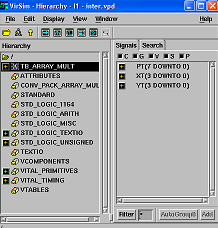 VirSim - Hierarchy - I1 - inter.vpd
File Edit Display View Window Help
Hierarchy
/
TB_ARRAY_MULT
ATTRIBUTES
CONV_PACK_ARRAY_MUL
STANDARD
STD_LOGIC_1164
STD_LOGIC_ARITH
STD_LOGIC_MISC
STD_LOGIC_TEXTIO
STD_LOGIC_UNSIGNED
TEXTIO
VCOMPONENTS
VITAL_PRIMITIVES
VITAL_TIMING
VTABLES
Signals Search
C G V S P
PT(7 DOWNTO 0)
XT(3 DOWNTO 0)
YT(3 DOWNTO 0)
Filter * AutoGroup@ Add